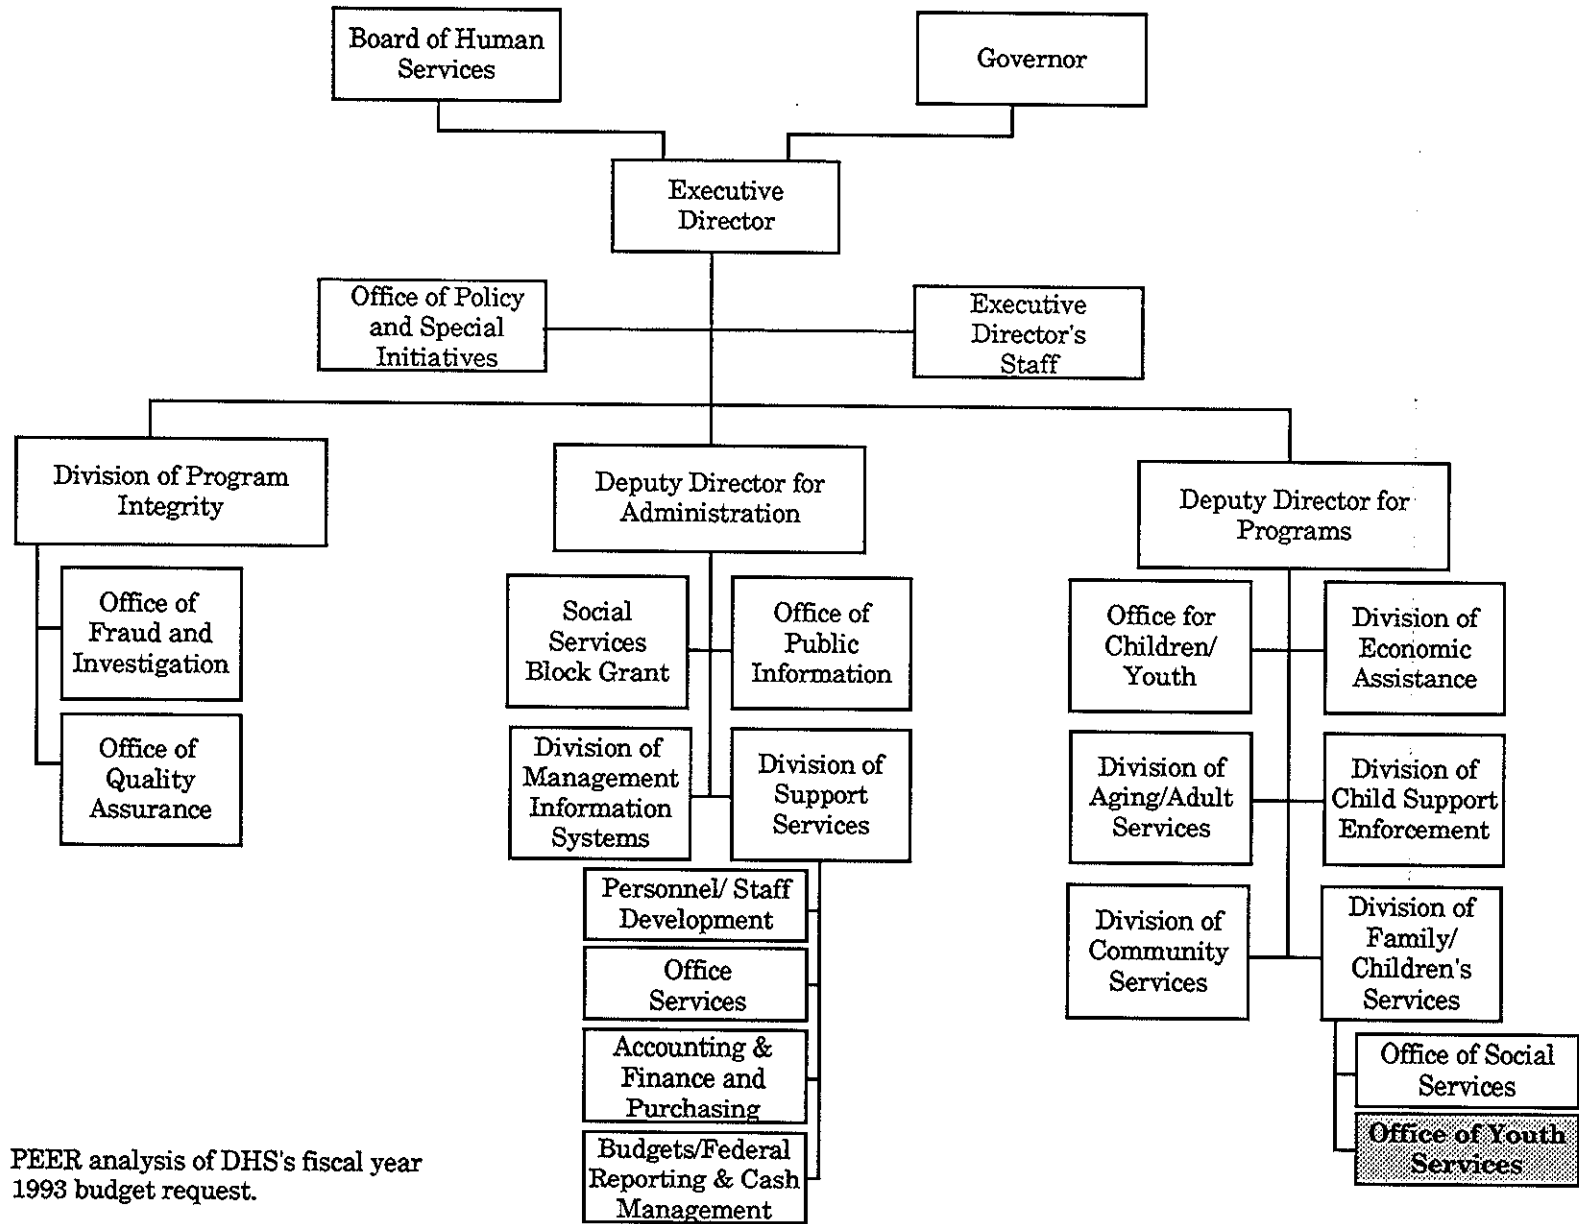 Board of Human
Services
Governor
Executive
Director
Office of Policy
and Special
Initiatives
Executive
Director's
Staff
Division of Program
Integrity
Office of
Fraud and
Investigation
Office of
Quality
Assurance
Deputy Director for
Administration
Social
Services
Block Grant
Office of
Public
Information
Division of
Management
Information
Systems
Division of
Support
Services
Personnel/ Staff
Development
Office
Services
Accounting &
Finance and
Purchasing
Budgets/Federal
Reporting & Cash
Management
Deputy Director for
Programs
Office for
Children/
Youth
Division of
Economic
Assistance
Division of
Aging/Adult
Services
Division of
Child Support
Enforcement
Division of
Community
Services
Division of
Family/
Children's
Services
Office of Social
Services
Office of Youth
Services
PEER analysis of DHS's fiscal year
1993 budget request.